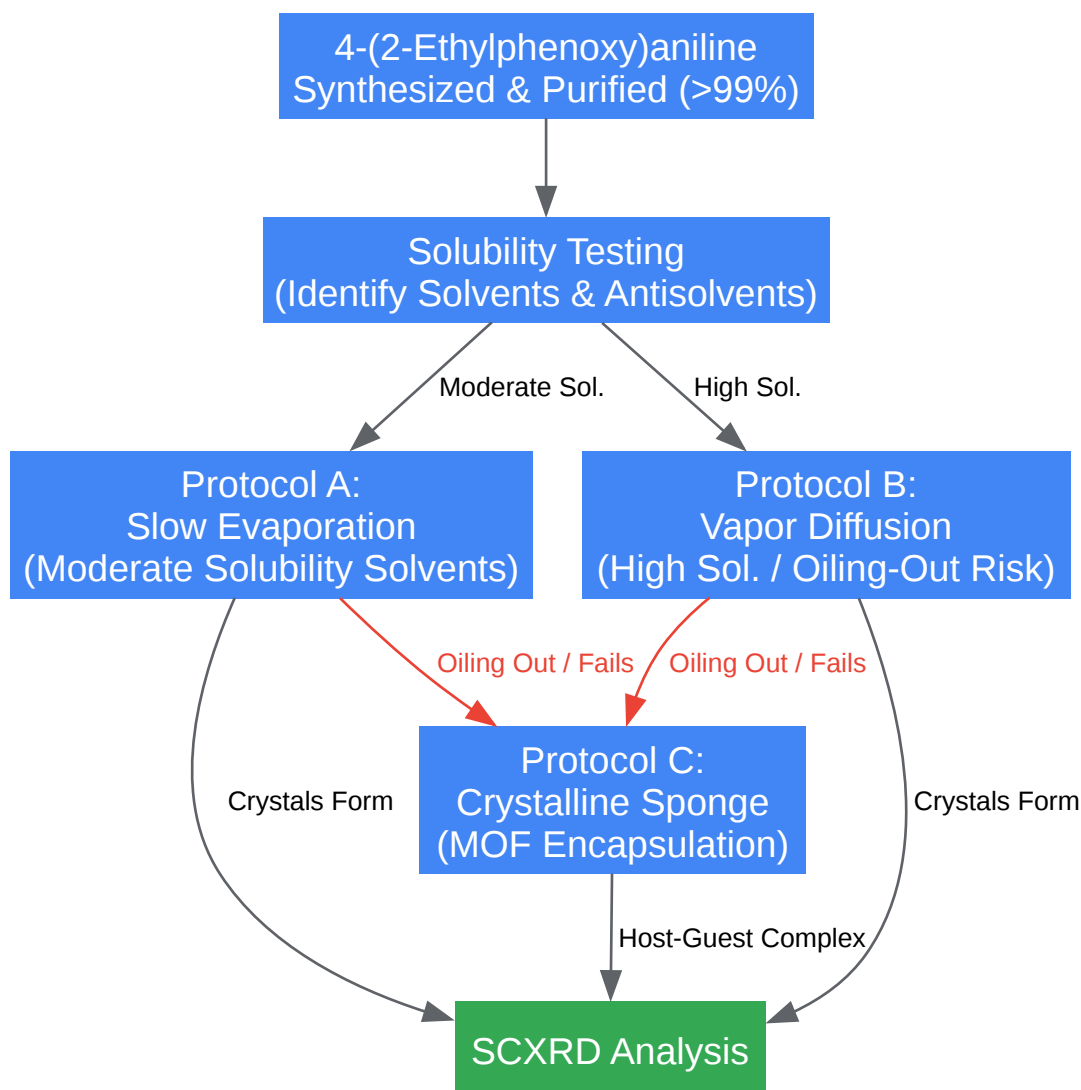 4-(2-Ethylphenoxy)aniline
Synthesized & Purified (>99%)
Solubility Testing
(Identify Solvents & Antisolvents)
Moderate Sol.
High Sol.
Protocol A:
Slow Evaporation
(Moderate Solubility Solvents)
Protocol B:
Vapor Diffusion
(High Sol. / Oiling-Out Risk)
Oiling Out / Fails
Oiling Out / Fails
Protocol C:
Crystalline Sponge
(MOF Encapsulation)
Crystals Form
Crystals Form
Host-Guest Complex
SCXRD Analysis